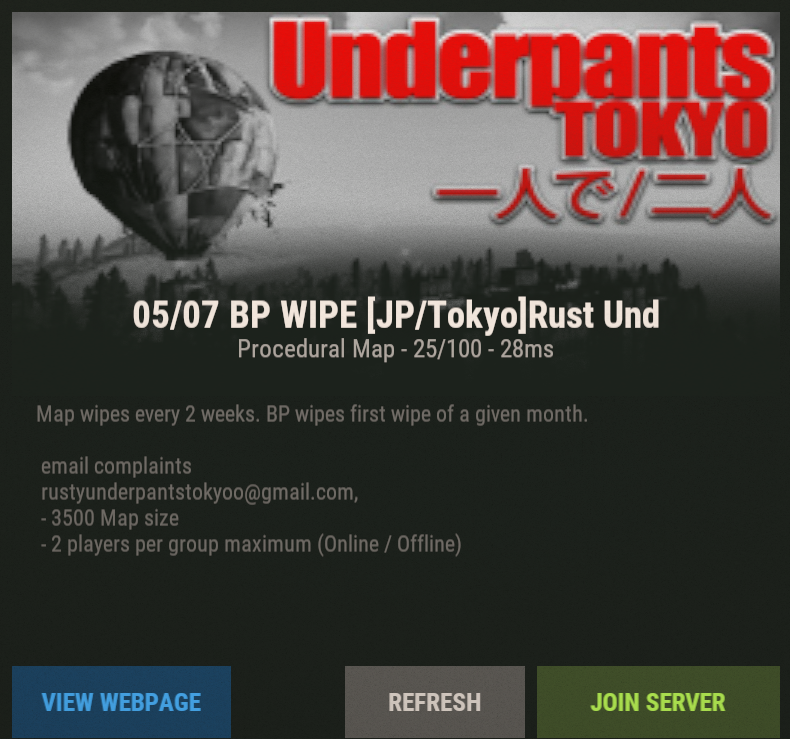 Underpants
TOKYO
一人で/二人
05/07 BP WIPE [JP/Tokyo]Rust Und
Procedural Map - 25/100 - 28ms
Map wipes every 2 weeks. BP wipes first wipe of a given month.
email complaints
rustyunderpantstokyoo@gmail.com,
- 3500 Map size
- 2 players per group maximum (Online / Offline)
VIEW WEBPAGE
REFRESH
JOIN SERVER